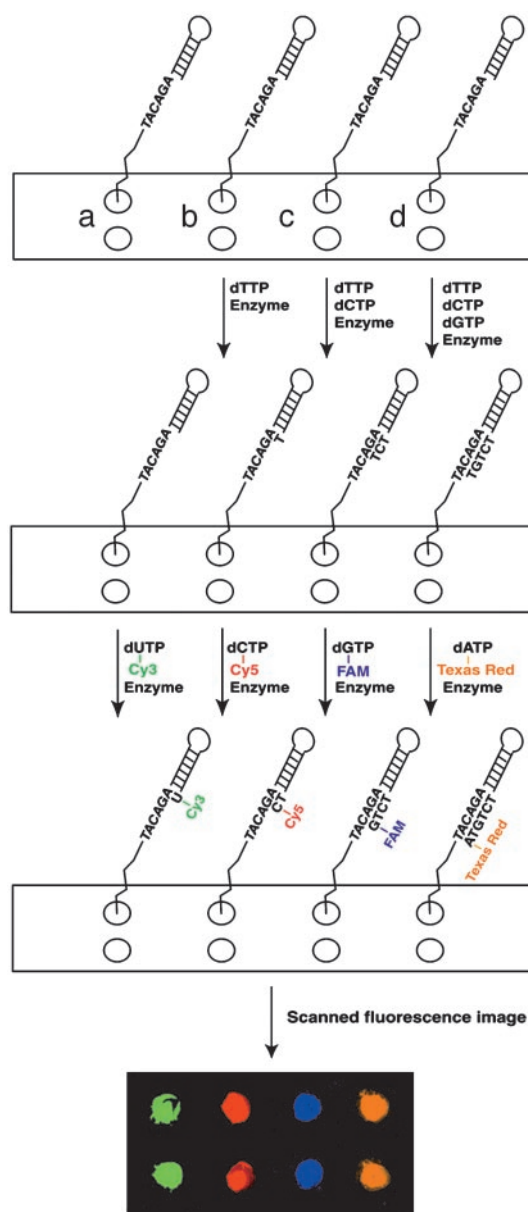 TACAGA TACAGA TACAGA TACAGA
a b c d
dTTP dTTP dTTP
Enzyme dCTP dCTP
Enzyme dGTP
Enzyme
TACAGA TACAGA TACAGA TACAGA
T TCT TGTCT
dUTP dCTP dGTP dATP
Cy3 Cy5 FAM Texas Red
Enzyme Enzyme Enzyme Enzyme
TACAGA TACAGA TACAGA TACAGA
U CT GTCT ATGTCT
Cy3 Cy5 FAM Texas Red
Scanned fluorescence image